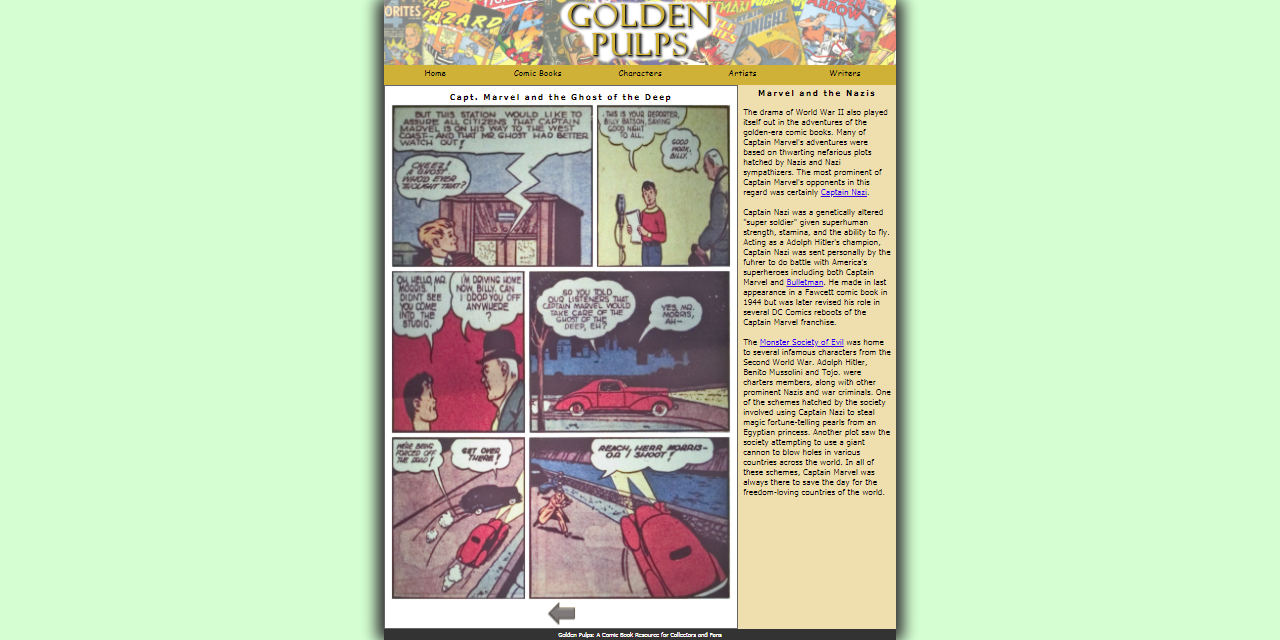 GOLDEN
PULPS
Home Comic Books Characters Artists Writers
Capt. Marvel and the Ghost of the Deep
BUT THIS STATION WOULD LIKE TO
ASSURE ALL CITIZENS THAT CAPTAIN
MARVEL IS ON HIS WAY TO THE WEST
COAST--AND THAT MR. GHOST HAD BETTER
WATCH OUT!
CHEEZ!
A GHOST
WHO'D EVER
THOUGHT THAT?
THIS IS YOUR REPORTER,
BILLY BATSON, SAYING
GOOD NIGHT
TO ALL.
GOOD
WORK,
BILLY.
OH, HELLO, MR.
MORRIS. I
DIDN'T SEE
YOU COME
INTO THE
STUDIO.
I'M DRIVING HOME
NOW, BILLY. CAN
I DROP YOU OFF
ANYWHERE
?
SO YOU TOLD
OUR LISTENERS THAT
CAPTAIN MARVEL WOULD
TAKE CARE OF THE
GHOST OF THE
DEEP, EH?
YES, MR.
MORRIS,
AH--
WE'RE BEING
FORCED OFF
THE ROAD!
GET OVER
THERE!
REACH, HERR MORRIS--
OR I SHOOT!
Marvel and the Nazis
The drama of World War II also played
itself out in the adventures of the
golden-era comic books. Many of
Captain Marvel's adventures were
based on thwarting nefarious plots
hatched by Nazis and Nazi
sympathizers. The most prominent of
Captain Marvel's opponents in this
regard was certainly Captain Nazi.
Captain Nazi was a genetically altered
"super soldier" given superhuman
strength, stamina, and the ability to fly.
Acting as a Adolph Hitler's champion,
Captain Nazi was sent personally by the
fuhrer to do battle with America's
superheroes including both Captain
Marvel and Bulletman. He made in last
appearance in a Fawcett comic book in
1944 but was later revised his role in
several DC Comics reboots of the
Captain Marvel franchise.
The Monster Society of Evil was home
to several infamous characters from the
Second World War. Adolph Hitler,
Benito Mussolini and Tojo. were
charters members, along with other
prominent Nazis and war criminals. One
of the schemes hatched by the society
involved using Captain Nazi to steal
magic fortune-telling pearls from an
Egyptian princess. Another plot saw the
society attempting to use a giant
cannon to blow holes in various
countries across the world. In all of
these schemes, Captain Marvel was
always there to save the day for the
freedom-loving countries of the world.
Golden Pulps: A Comic Book Resource for Collectors and Fans